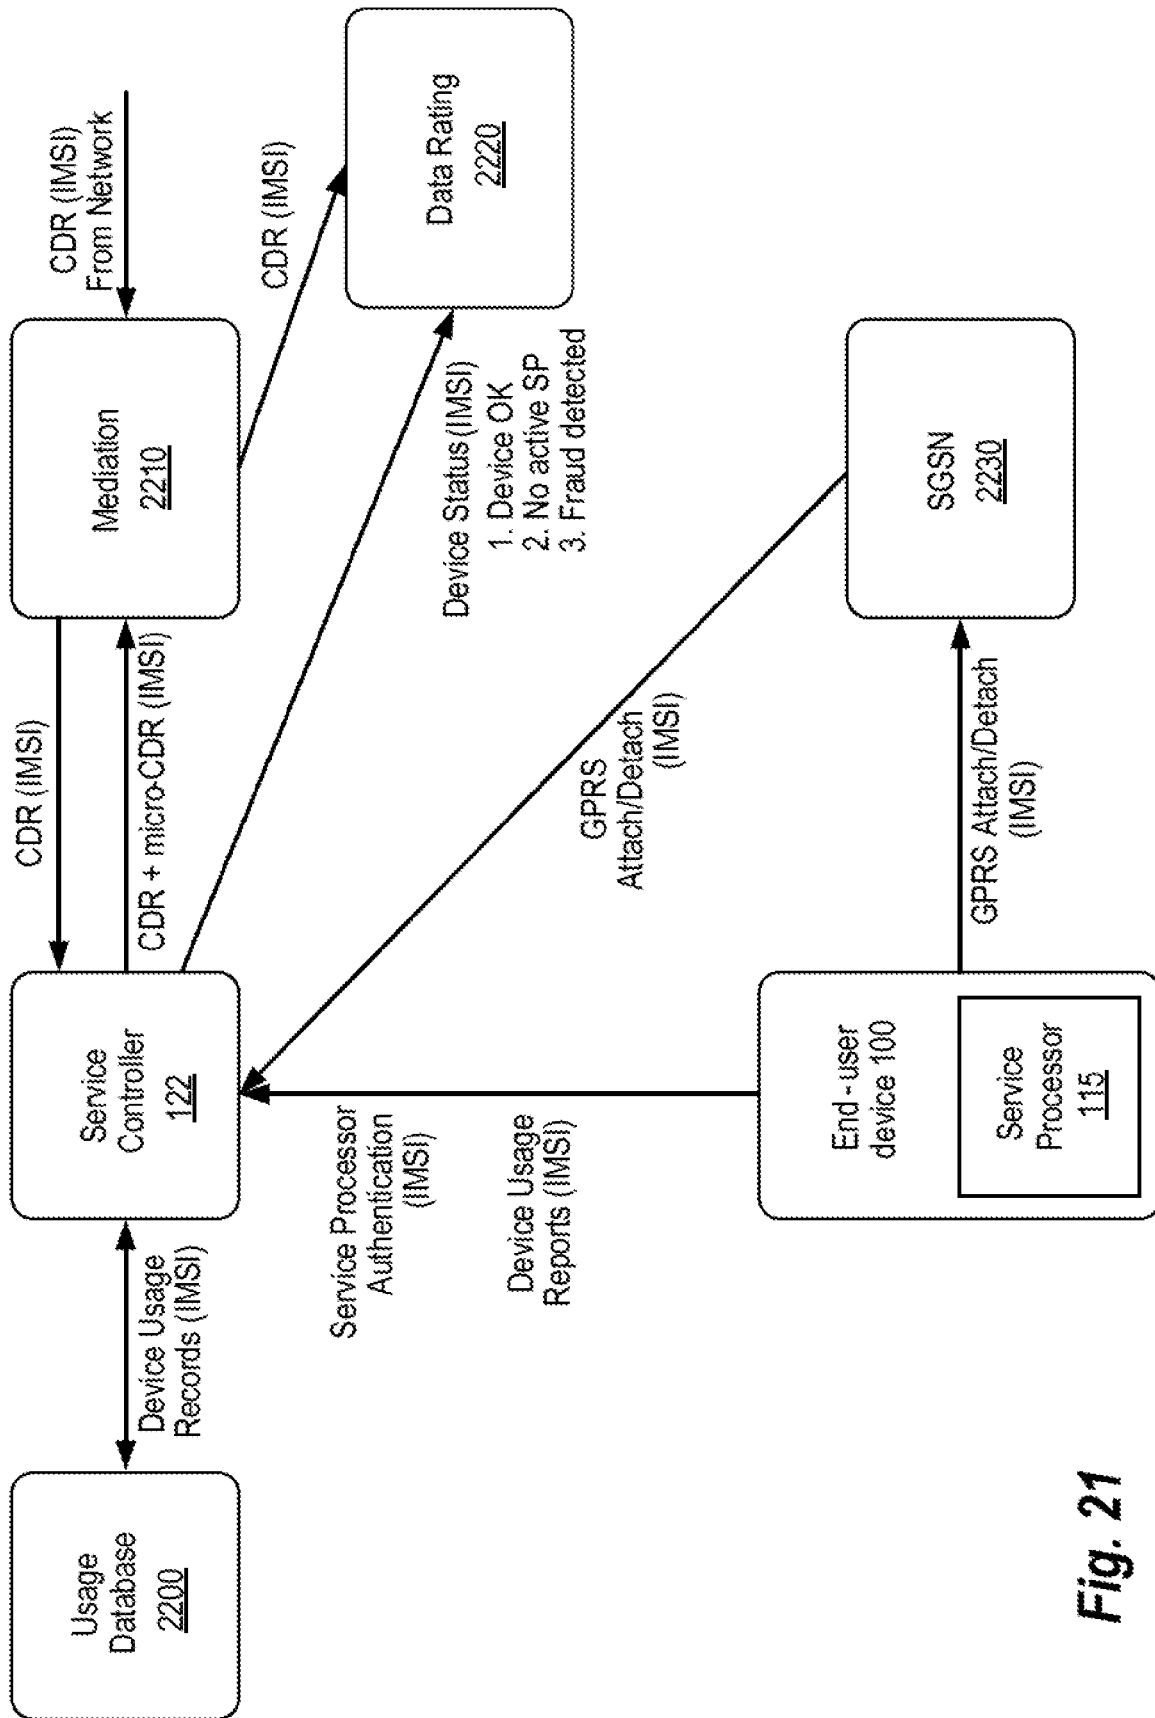 Usage
Database
2200
Device Usage
Records (IMSI)
Service
Controller
122
CDR (IMSI)
CDR + micro-CDR (IMSI)
Mediation
2210
CDR (IMSI)
From Network
CDR (IMSI)
Data Rating
2220
Device Status (IMSI)
1. Device OK
2. No active SP
3. Fraud detected
Service Processor
Authentication
(IMSI)
Device Usage
Reports (IMSI)
GPRS
Attach/Detach
(IMSI)
End - user
device 100
Service
Processor
115
GPRS Attach/Detach
(IMSI)
SGSN
2230
Fig. 21